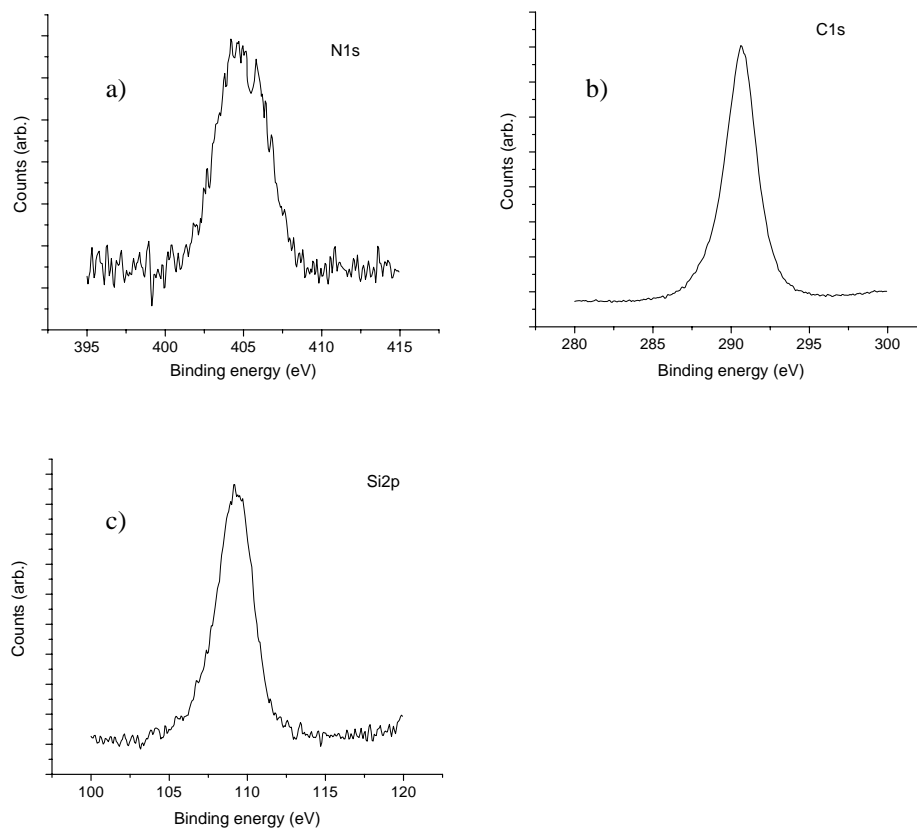 N1s
a)
Counts (arb.)
395 400 405 410 415
Binding energy (eV)
C1s
b)
Counts (arb.)
280 285 290 295 300
Binding energy (eV)
Si2p
c)
Counts (arb.)
100 105 110 115 120
Binding energy (eV)